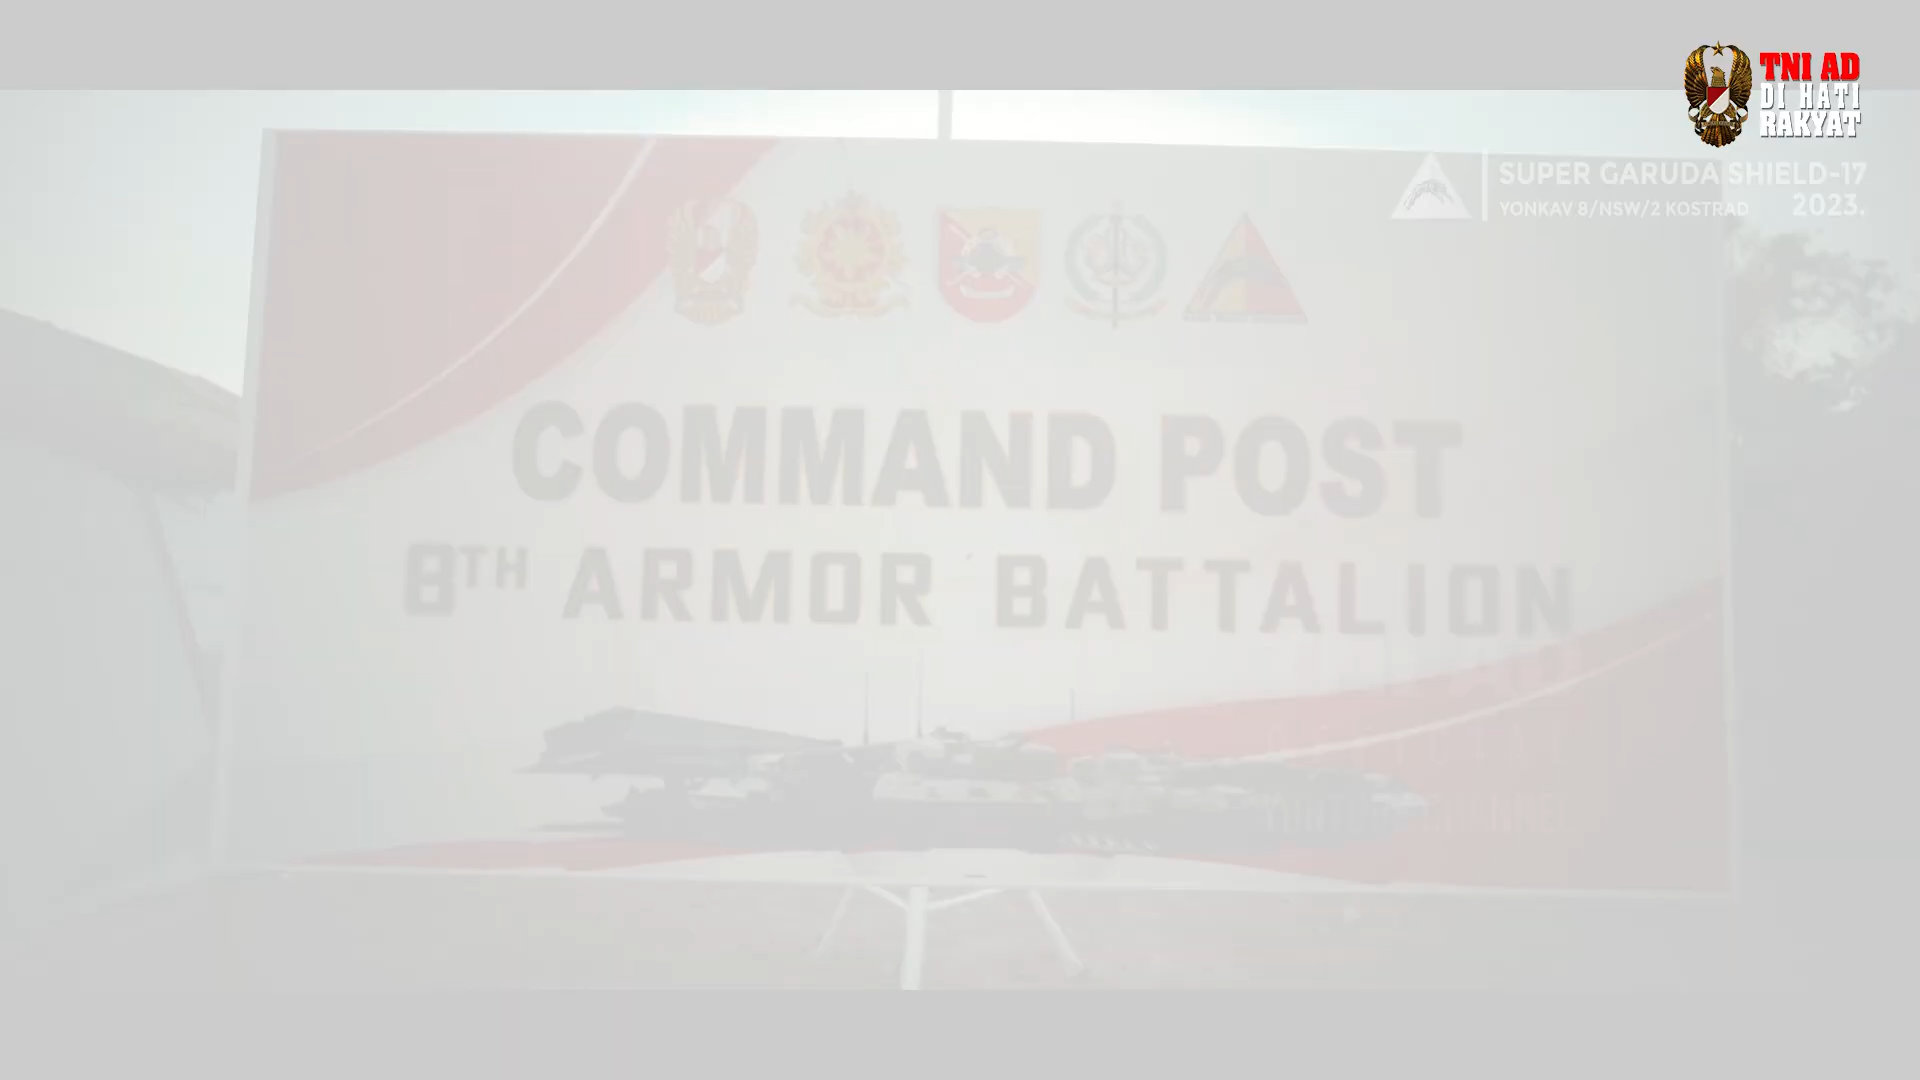 TNI AD
DI HATI
RAKYAT
SUPER GARUDA SHIELD-17
YONKAV 8/NSW/2 KOSTRAD 2023.
COMMAND POST
8TH ARMOR BATTALION